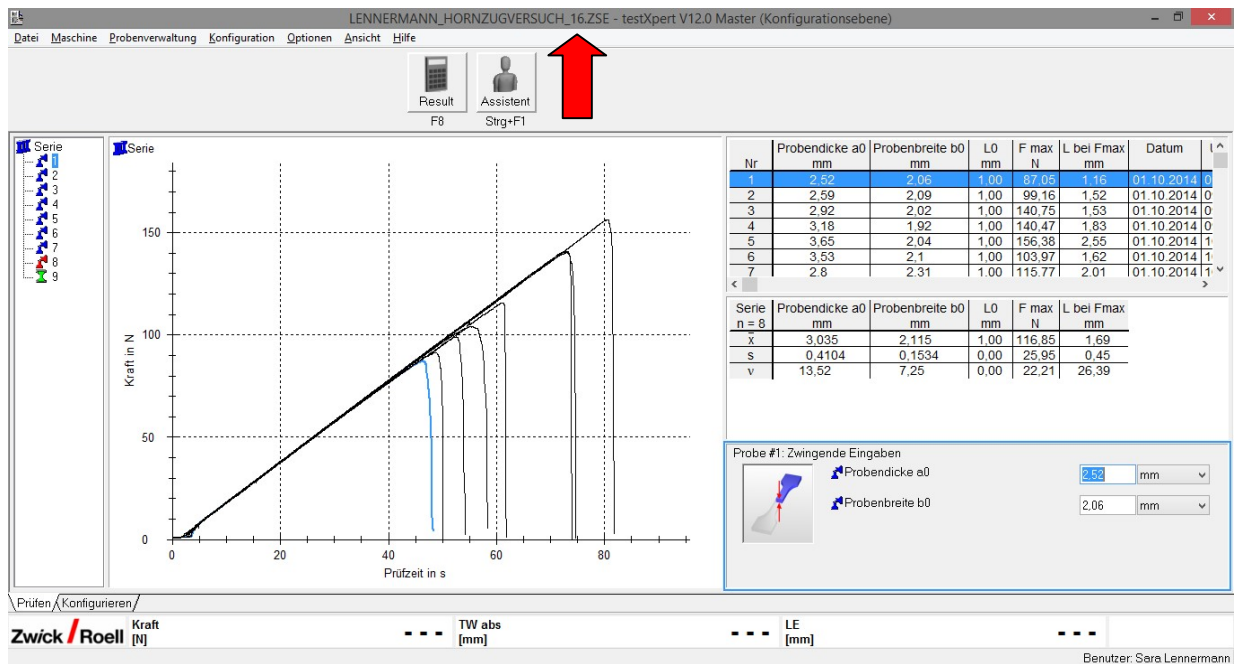 LENNERMANN_HORNZUGVERSUCH_16.ZSE - testXpert V12.0 Master (Konfigurationsebene)
Datei Maschine Probenverwaltung Konfiguration Optionen Ansicht Hilfe
Result Assistent
F8 Strg+F1
Serie
1
2
3
4
5
6
7
8
9
Serie
Kraft in N
150
100
50
0
0 20 40 60 80
Prüfzeit in s
Probendicke a0 Probenbreite b0 L0 F max L bei Fmax Datum
Nr mm mm mm N mm
1 2,52 2,06 1,00 87,05 1,16 01.10.2014 0
2 2,59 2,09 1,00 99,16 1,52 01.10.2014 0
3 2,92 2,02 1,00 140,75 1,53 01.10.2014 0
4 3,18 1,92 1,00 140,47 1,83 01.10.2014 0
5 3,65 2,04 1,00 156,38 2,55 01.10.2014 1
6 3,53 2,1 1,00 103,97 1,62 01.10.2014 1
7 2,8 2,31 1,00 115,77 2,01 01.10.2014 1
Serie Probendicke a0 Probenbreite b0 L0 F max L bei Fmax
n = 8 mm mm mm N mm
x̄ 3,035 2,115 1,00 116,85 1,69
s 0,4104 0,1534 0,00 25,95 0,45
ν 13,52 7,25 0,00 22,21 26,39
Probe #1: Zwingende Eingaben
Probendicke a0 2,52 mm
Probenbreite b0 2,06 mm
Prüfen Konfigurieren
Zwick / Roell Kraft [N] - - - TW abs [mm] - - - LE [mm] - - -
Benutzer: Sara Lennermann